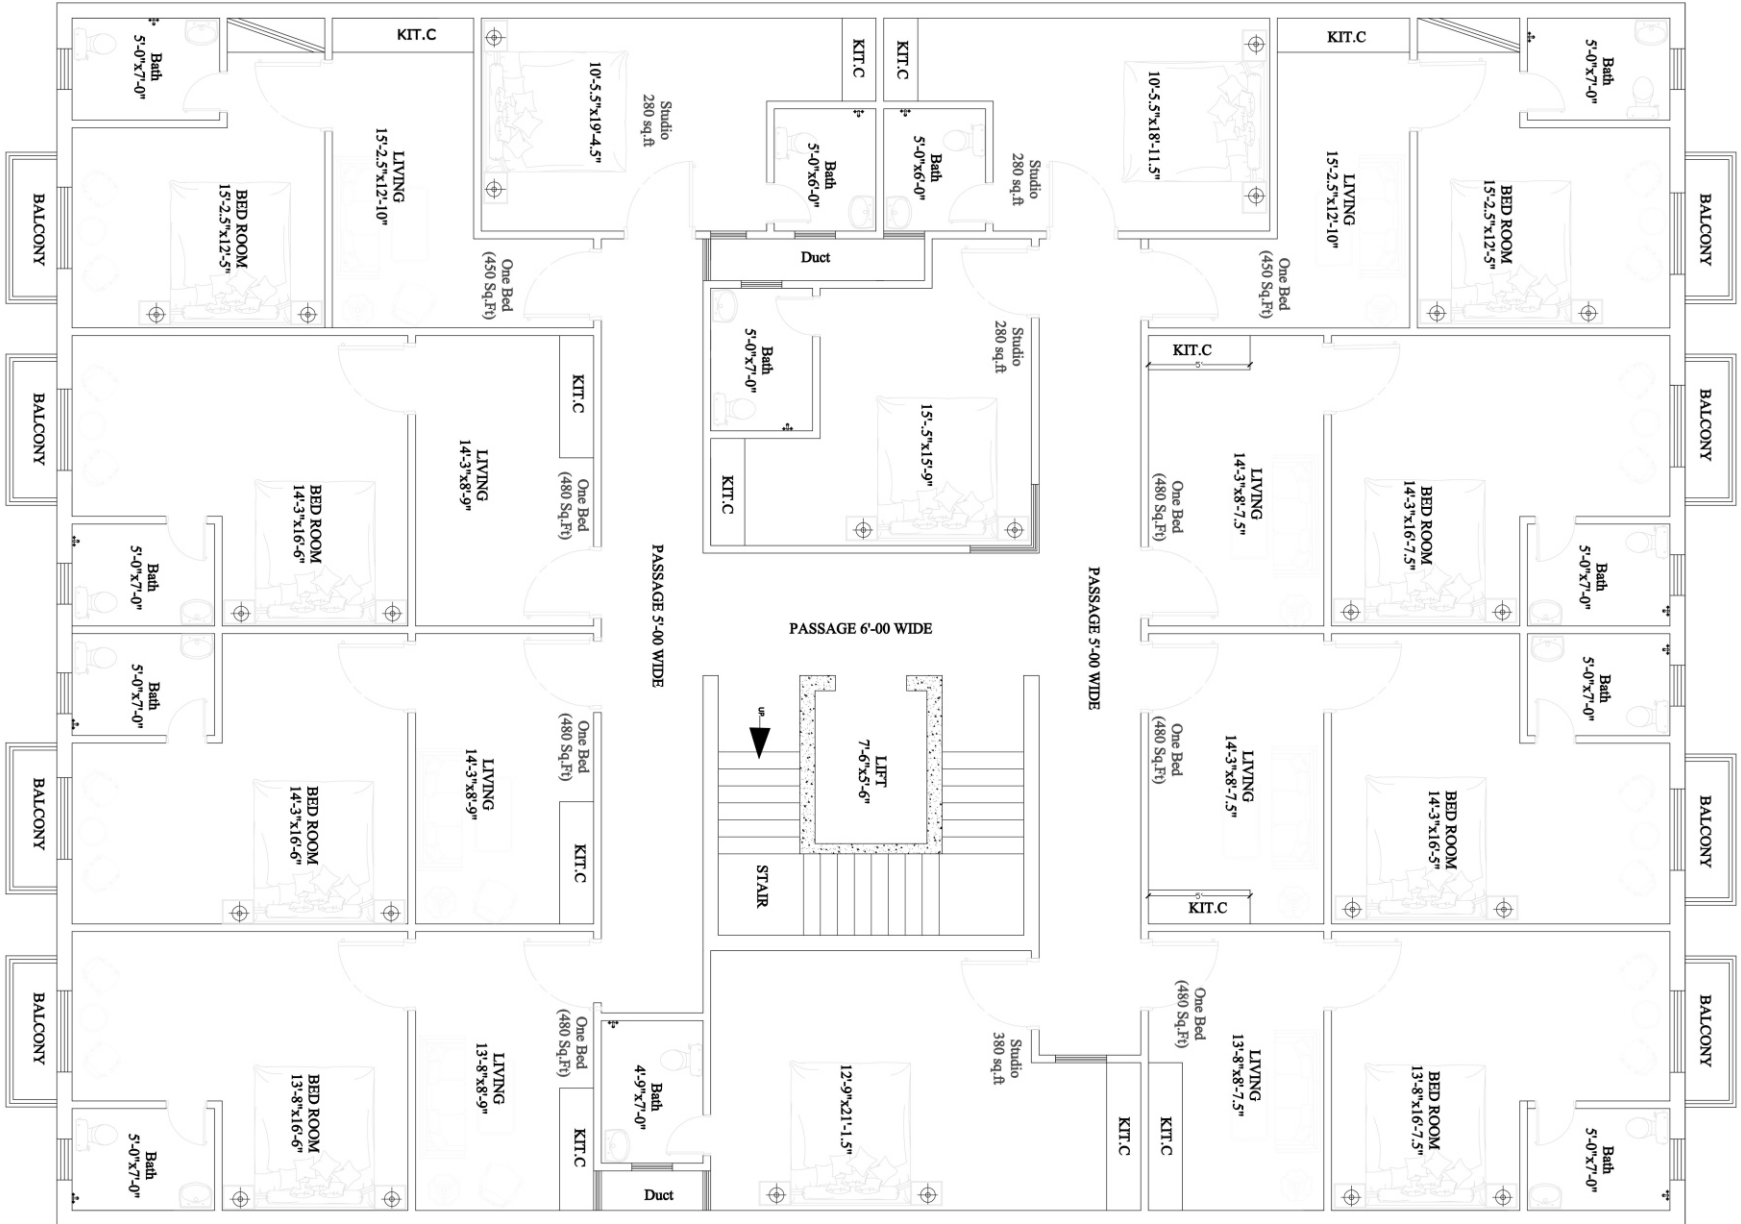 KIT.C
KIT.C
KIT.C
KIT.C
Bath
5'-0"x7'-0"
Bath
5'-0"x7'-0"
10'-5.5"x19'-4.5"
Studio
280 sq.ft
10'-5.5"x18'-11.5"
Studio
280 sq.ft
Bath
5'-0"x6'-0"
Bath
5'-0"x6'-0"
LIVING
15'-2.5"x12'-10"
LIVING
15'-2.5"x12'-10"
BED ROOM
15'-2.5"x12'-5"
BED ROOM
15'-2.5"x12'-5"
BALCONY
BALCONY
One Bed
(450 Sq.Ft)
One Bed
(450 Sq.Ft)
Duct
Bath
5'-0"x7'-0"
Studio
280 sq.ft
15'-.5"x15'-9"
KIT.C
KIT.C
KIT.C
BALCONY
BALCONY
LIVING
14'-3"x8'-9"
LIVING
14'-3"x8'-7.5"
One Bed
(480 Sq.Ft)
One Bed
(480 Sq.Ft)
BED ROOM
14'-3"x16'-6"
BED ROOM
14'-3"x16'-7.5"
Bath
5'-0"x7'-0"
Bath
5'-0"x7'-0"
PASSAGE 5'-00 WIDE
PASSAGE 6'-00 WIDE
PASSAGE 5'-00 WIDE
Bath
5'-0"x7'-0"
Bath
5'-0"x7'-0"
UP
LIFT
7'-6"x5'-6"
STAIR
One Bed
(480 Sq.Ft)
One Bed
(480 Sq.Ft)
LIVING
14'-3"x8'-9"
LIVING
14'-3"x8'-7.5"
BED ROOM
14'-3"x16'-6"
BED ROOM
14'-3"x16'-5"
BALCONY
BALCONY
KIT.C
KIT.C
BALCONY
BALCONY
One Bed
(480 Sq.Ft)
One Bed
(480 Sq.Ft)
LIVING
13'-8"x8'-9"
LIVING
13'-8"x8'-7.5"
Studio
380 sq.ft
BED ROOM
13'-8"x16'-6"
BED ROOM
13'-8"x16'-7.5"
Bath
4'-9"x7'-0"
12'-9"x21'-1.5"
KIT.C
KIT.C
KIT.C
Bath
5'-0"x7'-0"
Bath
5'-0"x7'-0"
Duct